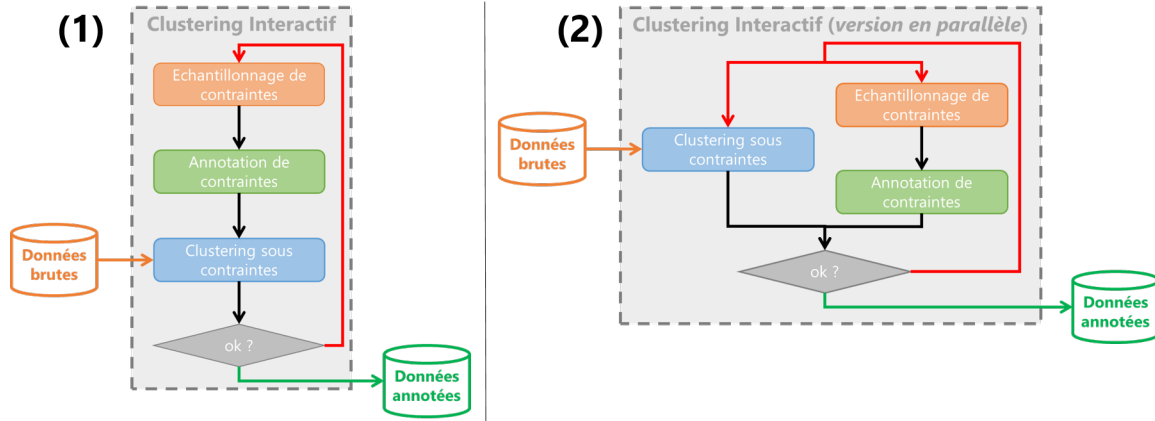 (1)
Clustering Interactif
Echantillonnage de
contraintes
Annotation de
contraintes
Données
brutes
Clustering sous
contraintes
ok ?
Données
annotées
(2)
Clustering Interactif (version en parallèle)
Echantillonnage de
contraintes
Données
brutes
Clustering sous
contraintes
Annotation de
contraintes
ok ?
Données
annotées